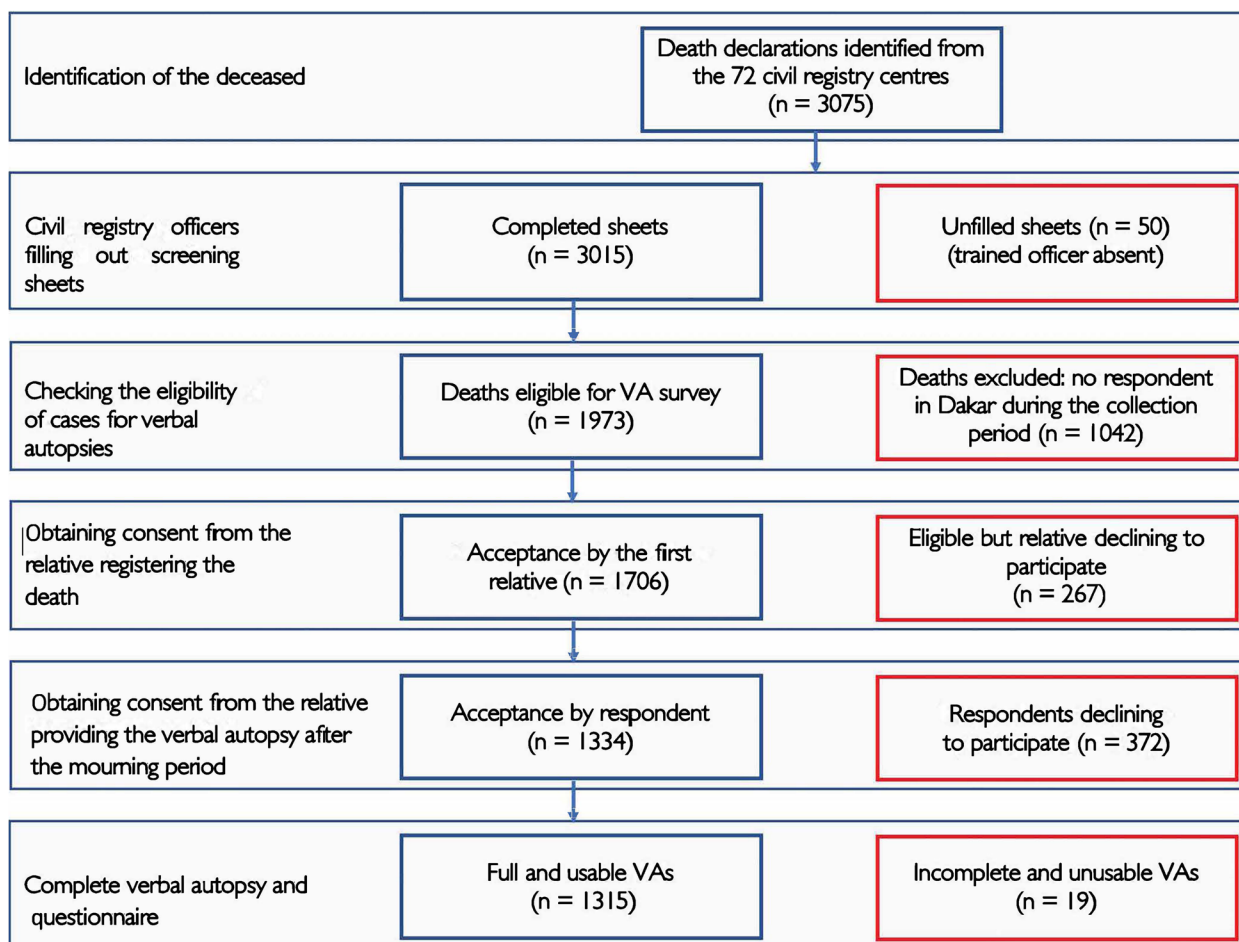 Identification of the deceased
Death declarations identified from
the 72 civil registry centres
(n = 3075)
Civil registry officers
filling out screening
sheets
Completed sheets
(n = 3015)
Unfilled sheets (n = 50)
(trained officer absent)
Checking the eligibility
of cases for verbal
autopsies
Deaths eligible for VA survey
(n = 1973)
Deaths excluded: no respondent
in Dakar during the collection
period (n = 1042)
Obtaining consent from the
relative registering the
death
Acceptance by the first
relative (n = 1706)
Eligible but relative declining to
participate
(n = 267)
Obtaining consent from the relative
providing the verbal autopsy after
the mourning period
Acceptance by respondent
(n = 1334)
Respondents declining
to participate (n = 372)
Complete verbal autopsy and
questionnaire
Full and usable VAs
(n = 1315)
Incomplete and unusable VAs
(n = 19)